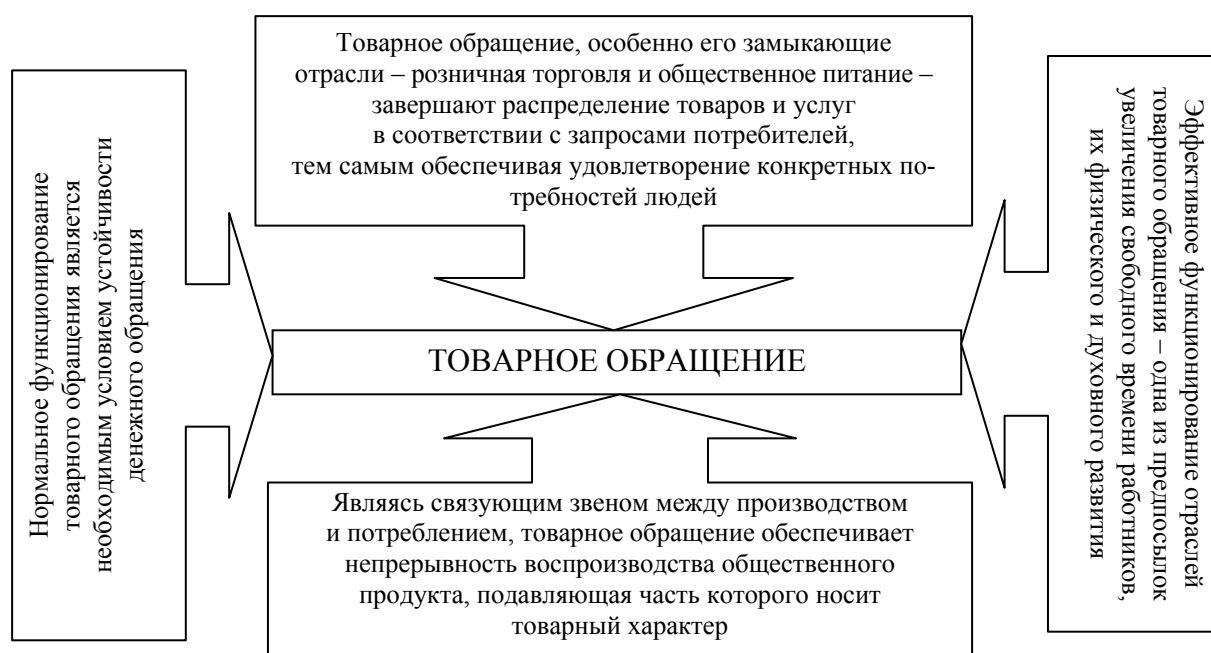 Товарное обращение, особенно его замыкающие
отрасли – розничная торговля и общественное питание –
завершают распределение товаров и услуг
в соответствии с запросами потребителей,
тем самым обеспечивая удовлетворение конкретных по-
требностей людей
Нормальное функционирование
товарного обращения является
необходимым условием устойчивости
денежного обращения
ТОВАРНОЕ ОБРАЩЕНИЕ
Эффективное функционирование отраслей
товарного обращения – одна из предпосылок
увеличения свободного времени работников,
их физического и духовного развития
Являясь связующим звеном между производством
и потреблением, товарное обращение обеспечивает
непрерывность воспроизводства общественного
продукта, подавляющая часть которого носит
товарный характер